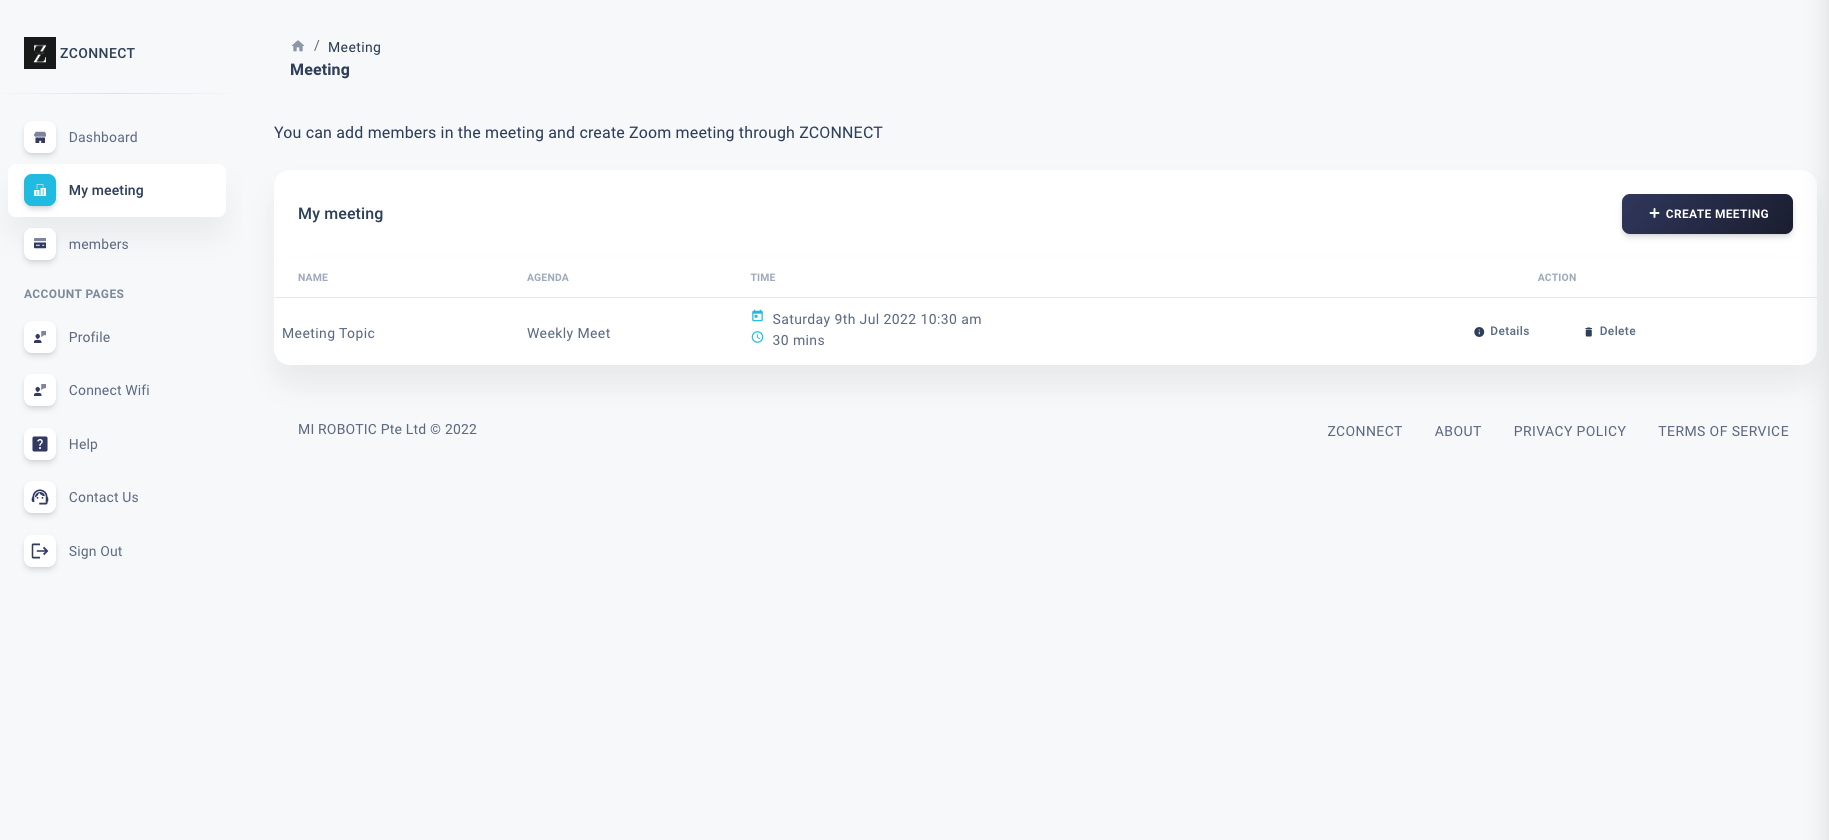 ZCONNECT
Dashboard
My meeting
members
ACCOUNT PAGES
Profile
Connect Wifi
Help
Contact Us
Sign Out
/ Meeting
Meeting
You can add members in the meeting and create Zoom meeting through ZCONNECT
My meeting
+ CREATE MEETING
NAME AGENDA TIME ACTION
Meeting Topic Weekly Meet Saturday 9th Jul 2022 10:30 am Details Delete
30 mins
MI ROBOTIC Pte Ltd © 2022
ZCONNECT ABOUT PRIVACY POLICY TERMS OF SERVICE